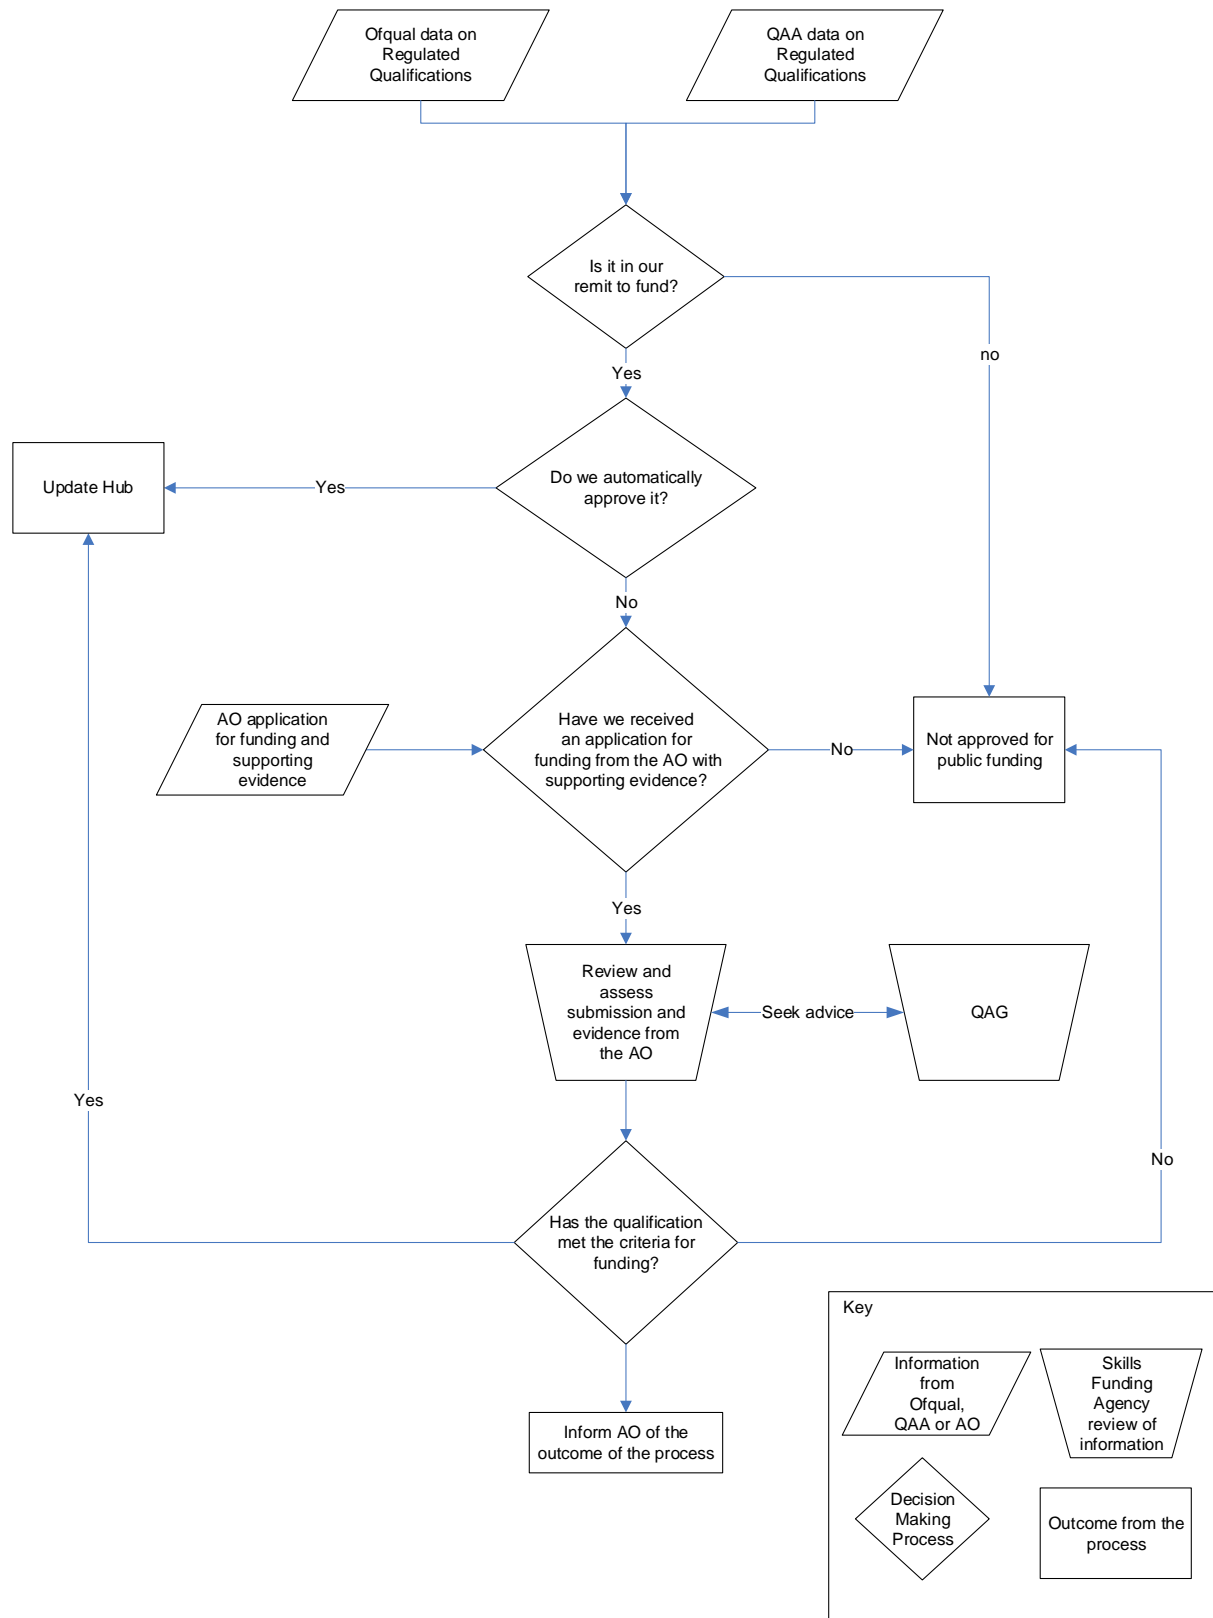 Ofqual data on
Regulated
Qualifications
QAA data on
Regulated
Qualifications
Is it in our
remit to fund?
no
Yes
Do we automatically
approve it?
Yes
Update Hub
No
AO application
for funding and
supporting
evidence
Have we received
an application for
funding from the AO with
supporting evidence?
No
Not approved for
public funding
Yes
Review and
assess
submission and
evidence from
the AO
Seek advice
QAG
Yes
No
Has the qualification
met the criteria for
funding?
Inform AO of the
outcome of the process
Key
Information
from
Ofqual,
QAA or AO
Skills
Funding
Agency
review of
information
Decision
Making
Process
Outcome from the
process